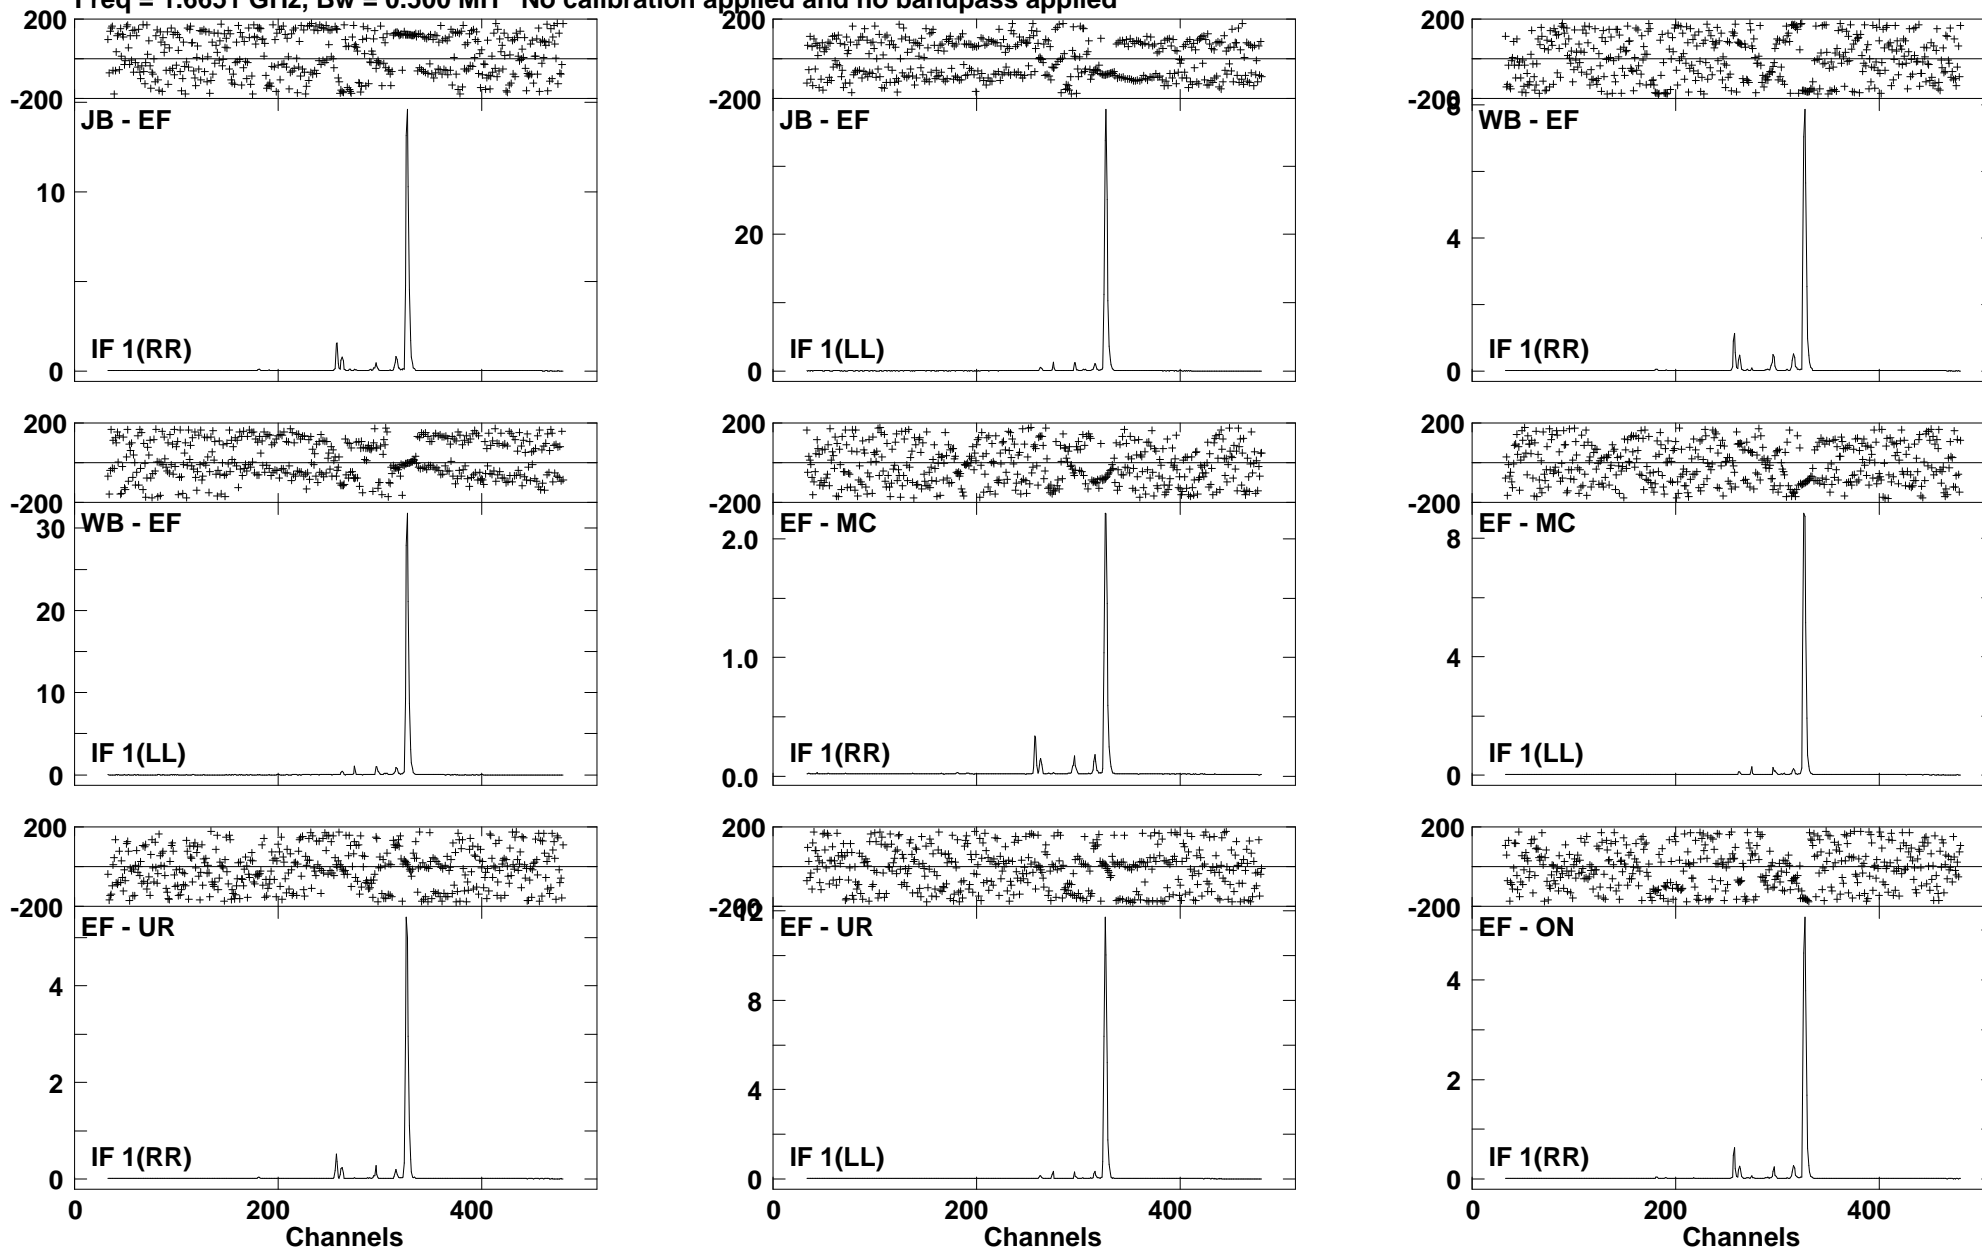 Freq = 1.6651 GHz, Bw = 0.500 MH No calibration applied and no bandpass applied
200 200 200
-200 -200 -200
8
JB - EF JB - EF WB - EF
10 20 4
IF 1(RR) IF 1(LL) IF 1(RR)
0 0 0
200 200 200
-200 -200 -200
WB - EF EF - MC EF - MC
30 2.0 8
20
10 1.0 4
IF 1(LL) IF 1(RR) IF 1(LL)
0 0.0 0
200 200 200
-200 -200 -200
12
EF - UR EF - UR EF - ON
4 8 4
2 4 2
IF 1(RR) IF 1(LL) IF 1(RR)
0 0 0
0 200 400 0 200 400 0 200 400
Channels Channels Channels